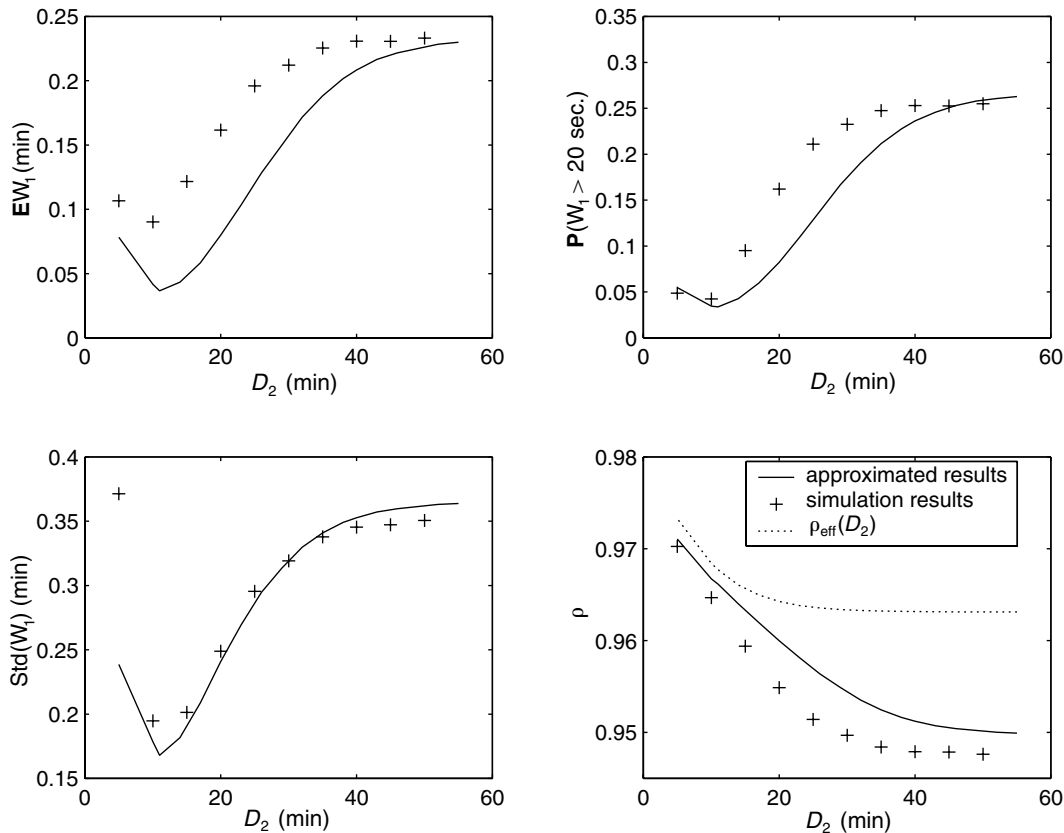 0.25
0.2
0.15
0.1
0.05
0
EW₁ (min)
0 20 40 60
D₂ (min)
0.35
0.3
0.25
0.2
0.15
0.1
0.05
0
P(W₁ > 20 sec.)
0 20 40 60
D₂ (min)
0.4
0.35
0.3
0.25
0.2
0.15
Std(W₁) (min)
0 20 40 60
D₂ (min)
0.98
0.97
0.96
0.95
ρ
approximated results
simulation results
ρeff(D₂)
0 20 40 60
D₂ (min)